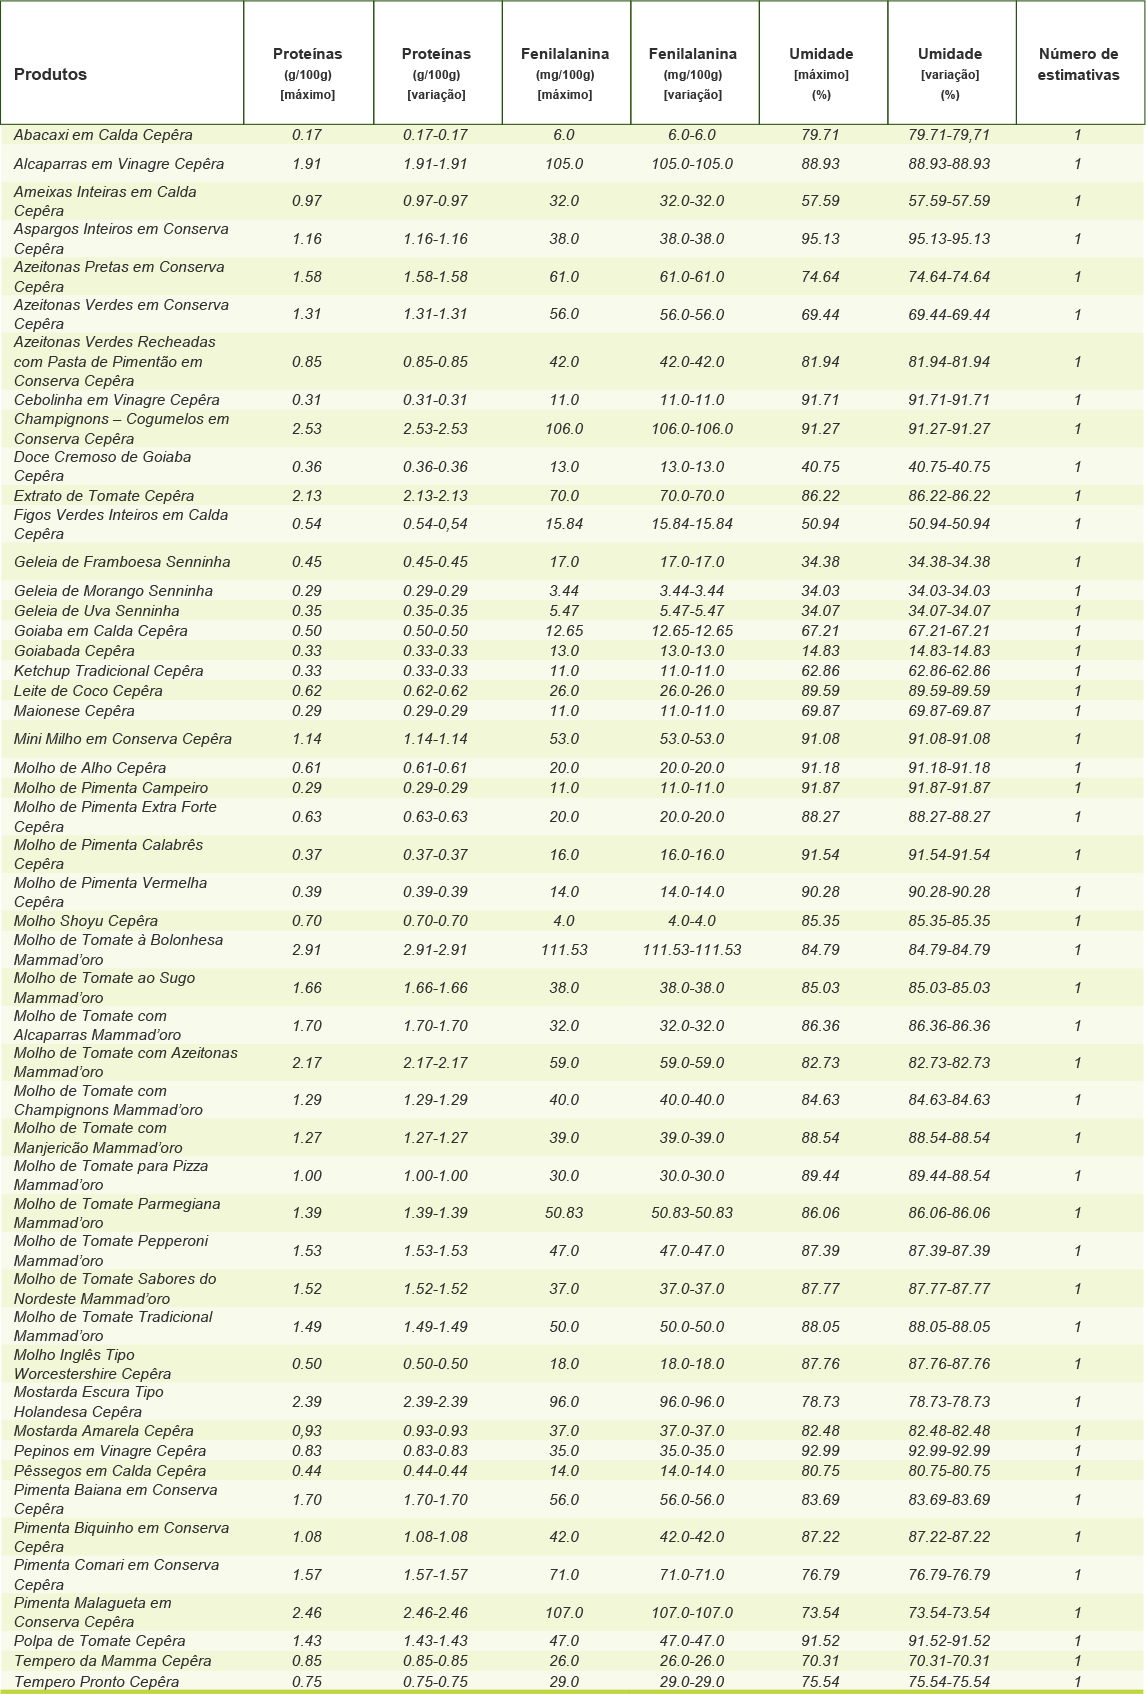 Produtos
Proteínas
(g/100g)
[máximo]
Proteínas
(g/100g)
[variação]
Fenilalanina
(mg/100g)
[máximo]
Fenilalanina
(mg/100g)
[variação]
Umidade
[máximo]
(%)
Umidade
[variação]
(%)
Número de
estimativas
Abacaxi em Calda Cepêra 0.17 0.17-0.17 6.0 6.0-6.0 79.71 79.71-79,71 1
Alcaparras em Vinagre Cepêra 1.91 1.91-1.91 105.0 105.0-105.0 88.93 88.93-88.93 1
Ameixas Inteiras em Calda
Cepêra 0.97 0.97-0.97 32.0 32.0-32.0 57.59 57.59-57.59 1
Aspargos Inteiros em Conserva
Cepêra 1.16 1.16-1.16 38.0 38.0-38.0 95.13 95.13-95.13 1
Azeitonas Pretas em Conserva
Cepêra 1.58 1.58-1.58 61.0 61.0-61.0 74.64 74.64-74.64 1
Azeitonas Verdes em Conserva
Cepêra 1.31 1.31-1.31 56.0 56.0-56.0 69.44 69.44-69.44 1
Azeitonas Verdes Recheadas
com Pasta de Pimentão em 0.85 0.85-0.85 42.0 42.0-42.0 81.94 81.94-81.94 1
Conserva Cepêra
Cebolinha em Vinagre Cepêra 0.31 0.31-0.31 11.0 11.0-11.0 91.71 91.71-91.71 1
Champignons – Cogumelos em
Conserva Cepêra 2.53 2.53-2.53 106.0 106.0-106.0 91.27 91.27-91.27 1
Doce Cremoso de Goiaba
Cepêra 0.36 0.36-0.36 13.0 13.0-13.0 40.75 40.75-40.75 1
Extrato de Tomate Cepêra 2.13 2.13-2.13 70.0 70.0-70.0 86.22 86.22-86.22 1
Figos Verdes Inteiros em Calda
Cepêra 0.54 0.54-0,54 15.84 15.84-15.84 50.94 50.94-50.94 1
Geleia de Framboesa Senninha 0.45 0.45-0.45 17.0 17.0-17.0 34.38 34.38-34.38 1
Geleia de Morango Senninha 0.29 0.29-0.29 3.44 3.44-3.44 34.03 34.03-34.03 1
Geleia de Uva Senninha 0.35 0.35-0.35 5.47 5.47-5.47 34.07 34.07-34.07 1
Goiaba em Calda Cepêra 0.50 0.50-0.50 12.65 12.65-12.65 67.21 67.21-67.21 1
Goiabada Cepêra 0.33 0.33-0.33 13.0 13.0-13.0 14.83 14.83-14.83 1
Ketchup Tradicional Cepêra 0.33 0.33-0.33 11.0 11.0-11.0 62.86 62.86-62.86 1
Leite de Coco Cepêra 0.62 0.62-0.62 26.0 26.0-26.0 89.59 89.59-89.59 1
Maionese Cepêra 0.29 0.29-0.29 11.0 11.0-11.0 69.87 69.87-69.87 1
Mini Milho em Conserva Cepêra 1.14 1.14-1.14 53.0 53.0-53.0 91.08 91.08-91.08 1
Molho de Alho Cepêra 0.61 0.61-0.61 20.0 20.0-20.0 91.18 91.18-91.18 1
Molho de Pimenta Campeiro 0.29 0.29-0.29 11.0 11.0-11.0 91.87 91.87-91.87 1
Molho de Pimenta Extra Forte
Cepêra 0.63 0.63-0.63 20.0 20.0-20.0 88.27 88.27-88.27 1
Molho de Pimenta Calabrês
Cepêra 0.37 0.37-0.37 16.0 16.0-16.0 91.54 91.54-91.54 1
Molho de Pimenta Vermelha
Cepêra 0.39 0.39-0.39 14.0 14.0-14.0 90.28 90.28-90.28 1
Molho Shoyu Cepêra 0.70 0.70-0.70 4.0 4.0-4.0 85.35 85.35-85.35 1
Molho de Tomate à Bolonhesa
Mammad’oro 2.91 2.91-2.91 111.53 111.53-111.53 84.79 84.79-84.79 1
Molho de Tomate ao Sugo
Mammad’oro 1.66 1.66-1.66 38.0 38.0-38.0 85.03 85.03-85.03 1
Molho de Tomate com
Alcaparras Mammad’oro 1.70 1.70-1.70 32.0 32.0-32.0 86.36 86.36-86.36 1
Molho de Tomate com Azeitonas
Mammad’oro 2.17 2.17-2.17 59.0 59.0-59.0 82.73 82.73-82.73 1
Molho de Tomate com
Champignons Mammad’oro 1.29 1.29-1.29 40.0 40.0-40.0 84.63 84.63-84.63 1
Molho de Tomate com
Manjericão Mammad’oro 1.27 1.27-1.27 39.0 39.0-39.0 88.54 88.54-88.54 1
Molho de Tomate para Pizza
Mammad’oro 1.00 1.00-1.00 30.0 30.0-30.0 89.44 89.44-88.54 1
Molho de Tomate Parmegiana
Mammad’oro 1.39 1.39-1.39 50.83 50.83-50.83 86.06 86.06-86.06 1
Molho de Tomate Pepperoni
Mammad’oro 1.53 1.53-1.53 47.0 47.0-47.0 87.39 87.39-87.39 1
Molho de Tomate Sabores do
Nordeste Mammad’oro 1.52 1.52-1.52 37.0 37.0-37.0 87.77 87.77-87.77 1
Molho de Tomate Tradicional
Mammad’oro 1.49 1.49-1.49 50.0 50.0-50.0 88.05 88.05-88.05 1
Molho Inglês Tipo
Worcestershire Cepêra 0.50 0.50-0.50 18.0 18.0-18.0 87.76 87.76-87.76 1
Mostarda Escura Tipo
Holandesa Cepêra 2.39 2.39-2.39 96.0 96.0-96.0 78.73 78.73-78.73 1
Mostarda Amarela Cepêra 0,93 0.93-0.93 37.0 37.0-37.0 82.48 82.48-82.48 1
Pepinos em Vinagre Cepêra 0.83 0.83-0.83 35.0 35.0-35.0 92.99 92.99-92.99 1
Pêssegos em Calda Cepêra 0.44 0.44-0.44 14.0 14.0-14.0 80.75 80.75-80.75 1
Pimenta Baiana em Conserva
Cepêra 1.70 1.70-1.70 56.0 56.0-56.0 83.69 83.69-83.69 1
Pimenta Biquinho em Conserva
Cepêra 1.08 1.08-1.08 42.0 42.0-42.0 87.22 87.22-87.22 1
Pimenta Comari em Conserva
Cepêra 1.57 1.57-1.57 71.0 71.0-71.0 76.79 76.79-76.79 1
Pimenta Malagueta em
Conserva Cepêra 2.46 2.46-2.46 107.0 107.0-107.0 73.54 73.54-73.54 1
Polpa de Tomate Cepêra 1.43 1.43-1.43 47.0 47.0-47.0 91.52 91.52-91.52 1
Tempero da Mamma Cepêra 0.85 0.85-0.85 26.0 26.0-26.0 70.31 70.31-70.31 1
Tempero Pronto Cepêra 0.75 0.75-0.75 29.0 29.0-29.0 75.54 75.54-75.54 1